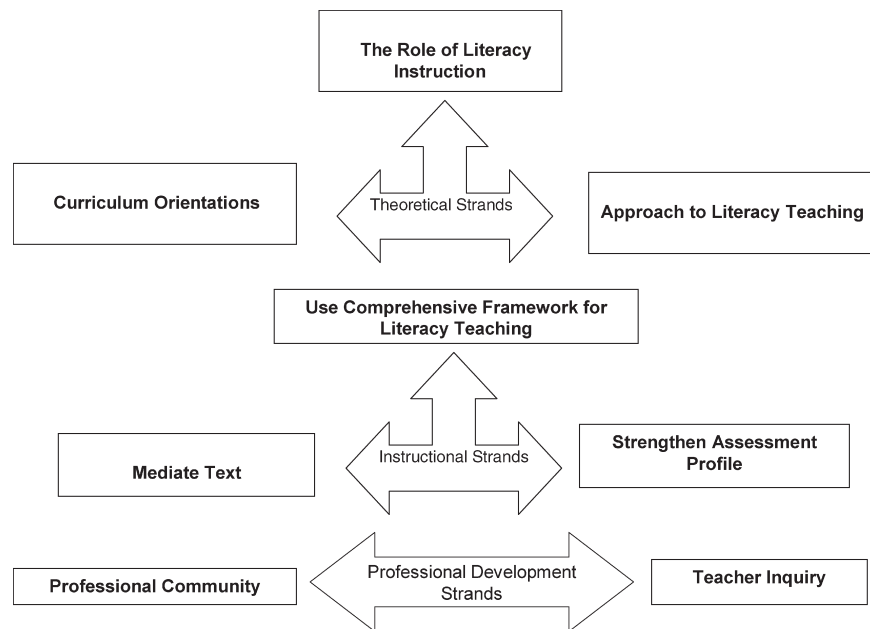 The Role of Literacy
Instruction
Curriculum Orientations
Theoretical Strands
Approach to Literacy Teaching
Use Comprehensive Framework for
Literacy Teaching
Mediate Text
Instructional Strands
Strengthen Assessment
Profile
Professional Community
Professional Development
Strands
Teacher Inquiry